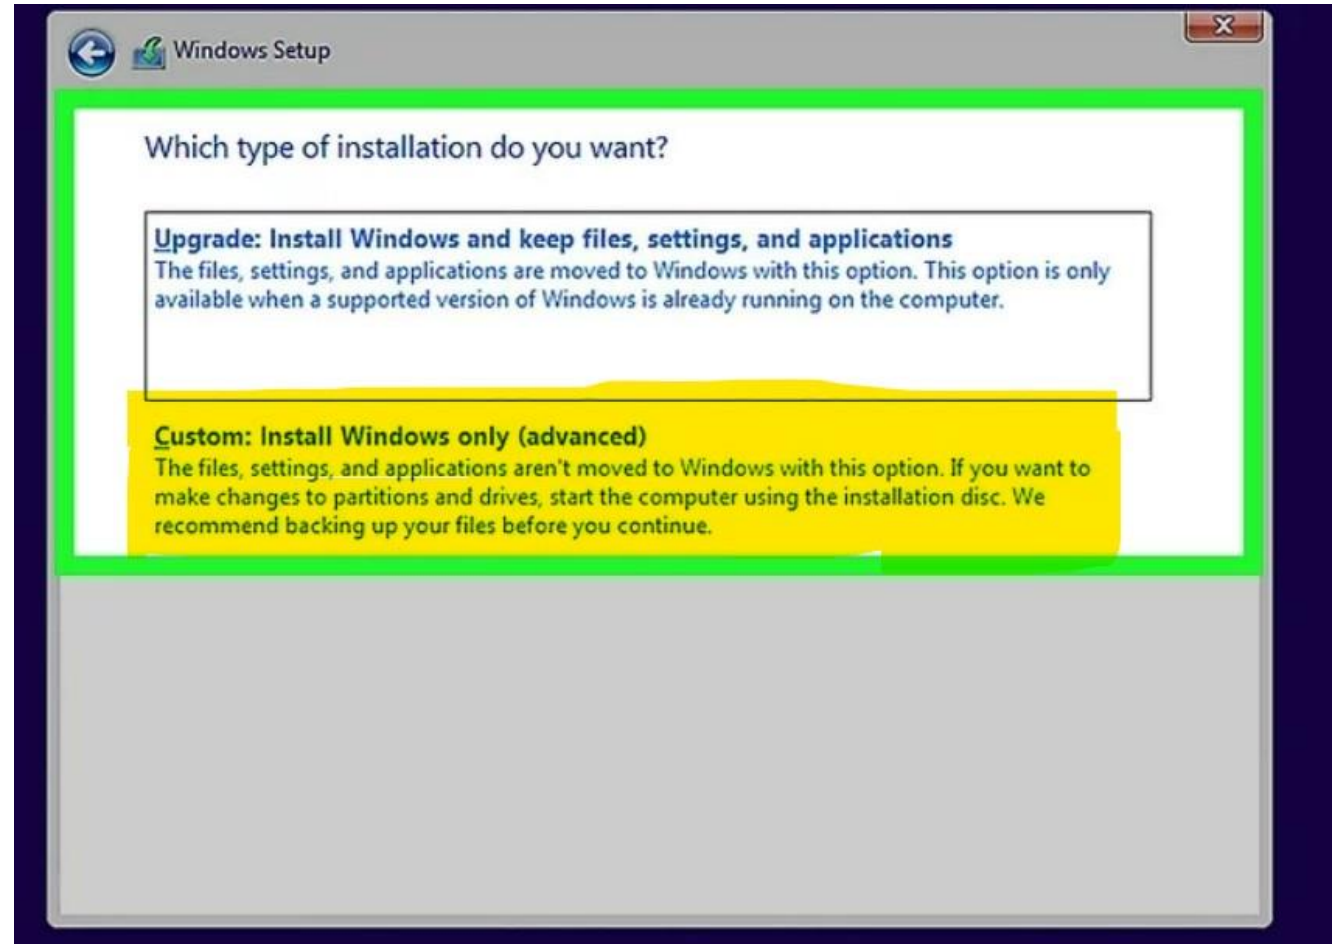 Windows Setup
Which type of installation do you want?
Upgrade: Install Windows and keep files, settings, and applications
The files, settings, and applications are moved to Windows with this option. This option is only
available when a supported version of Windows is already running on the computer.
Custom: Install Windows only (advanced)
The files, settings, and applications aren't moved to Windows with this option. If you want to
make changes to partitions and drives, start the computer using the installation disc. We
recommend backing up your files before you continue.